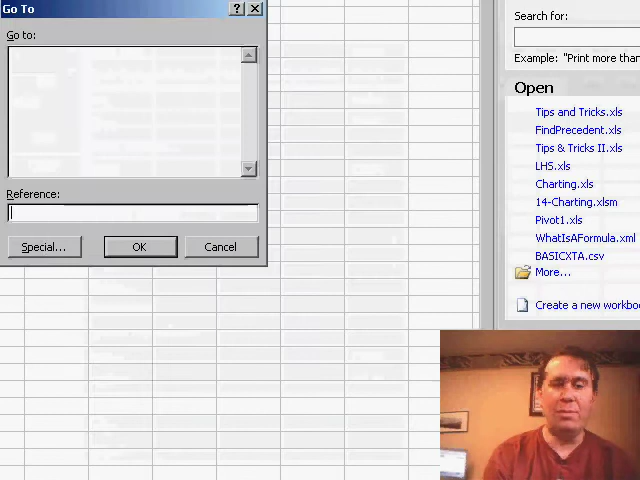 Go To
Go to:
Reference:
Special...
OK
Cancel
Search for:
Example: "Print more than
Open
Tips and Tricks.xls
FindPrecedent.xls
Tips & Tricks II.xls
LHS.xls
Charting.xls
14-Charting.xlsm
Pivot1.xls
WhatIsAFormula.xml
BASICXTA.csv
More...
Create a new workbo